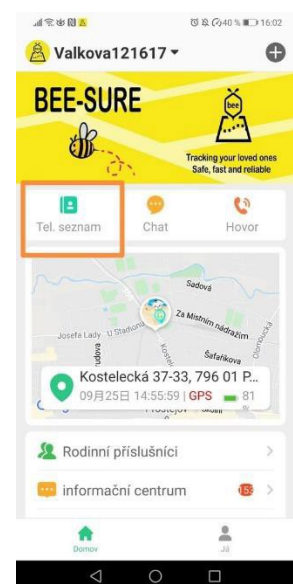 40 % 16:02
Valkova121617
BEE-SURE
bee
Tracking your loved ones
Safe, fast and reliable
Tel. seznam
Chat
Hovor
Sadová
Za Místním nádražím
Josefa Lady
U Stadionu
Šafaříkova
Olomoucká
Kostelecká 37-33, 796 01 P...
09月25日 14:55:59 | GPS 81
Rodinní příslušníci
informační centrum
153
Domov
Já